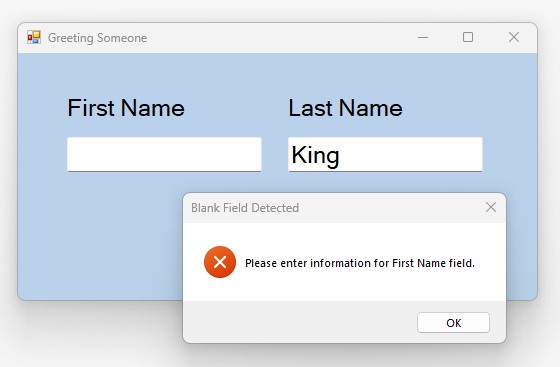 Greeting Someone
First Name
Last Name
King
Blank Field Detected
Please enter information for First Name field.
OK